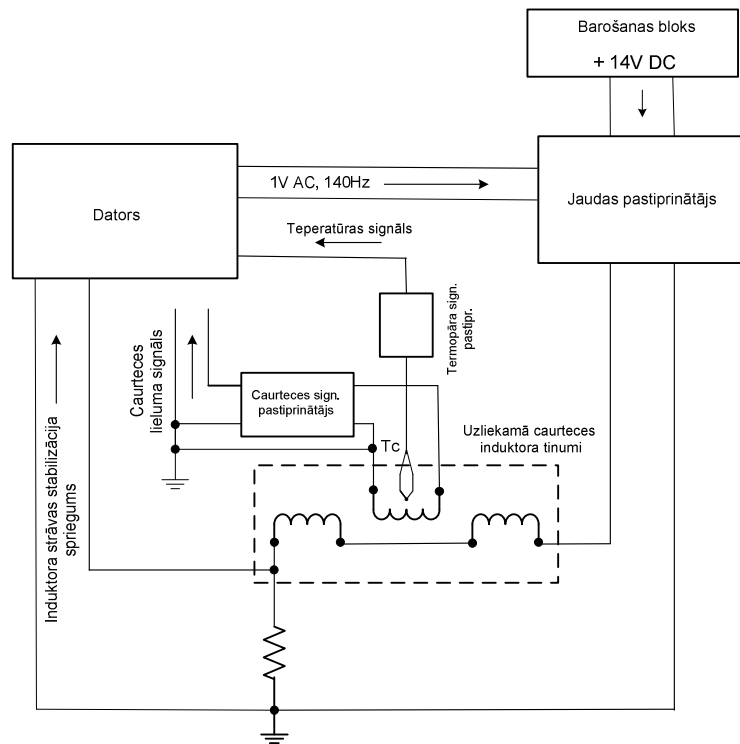 Barošanas bloks
+ 14V DC
Dators
1V AC, 140Hz
Jaudas pastiprinātājs
Teperatūras signāls
Termopāra sign.
pastipr.
Caurteces
lieluma signāls
Caurteces sign.
pastiprinātājs
Tc
Uzliekamā caurteces
induktora tinumi
Induktora strāvas stabilizācija
spriegums